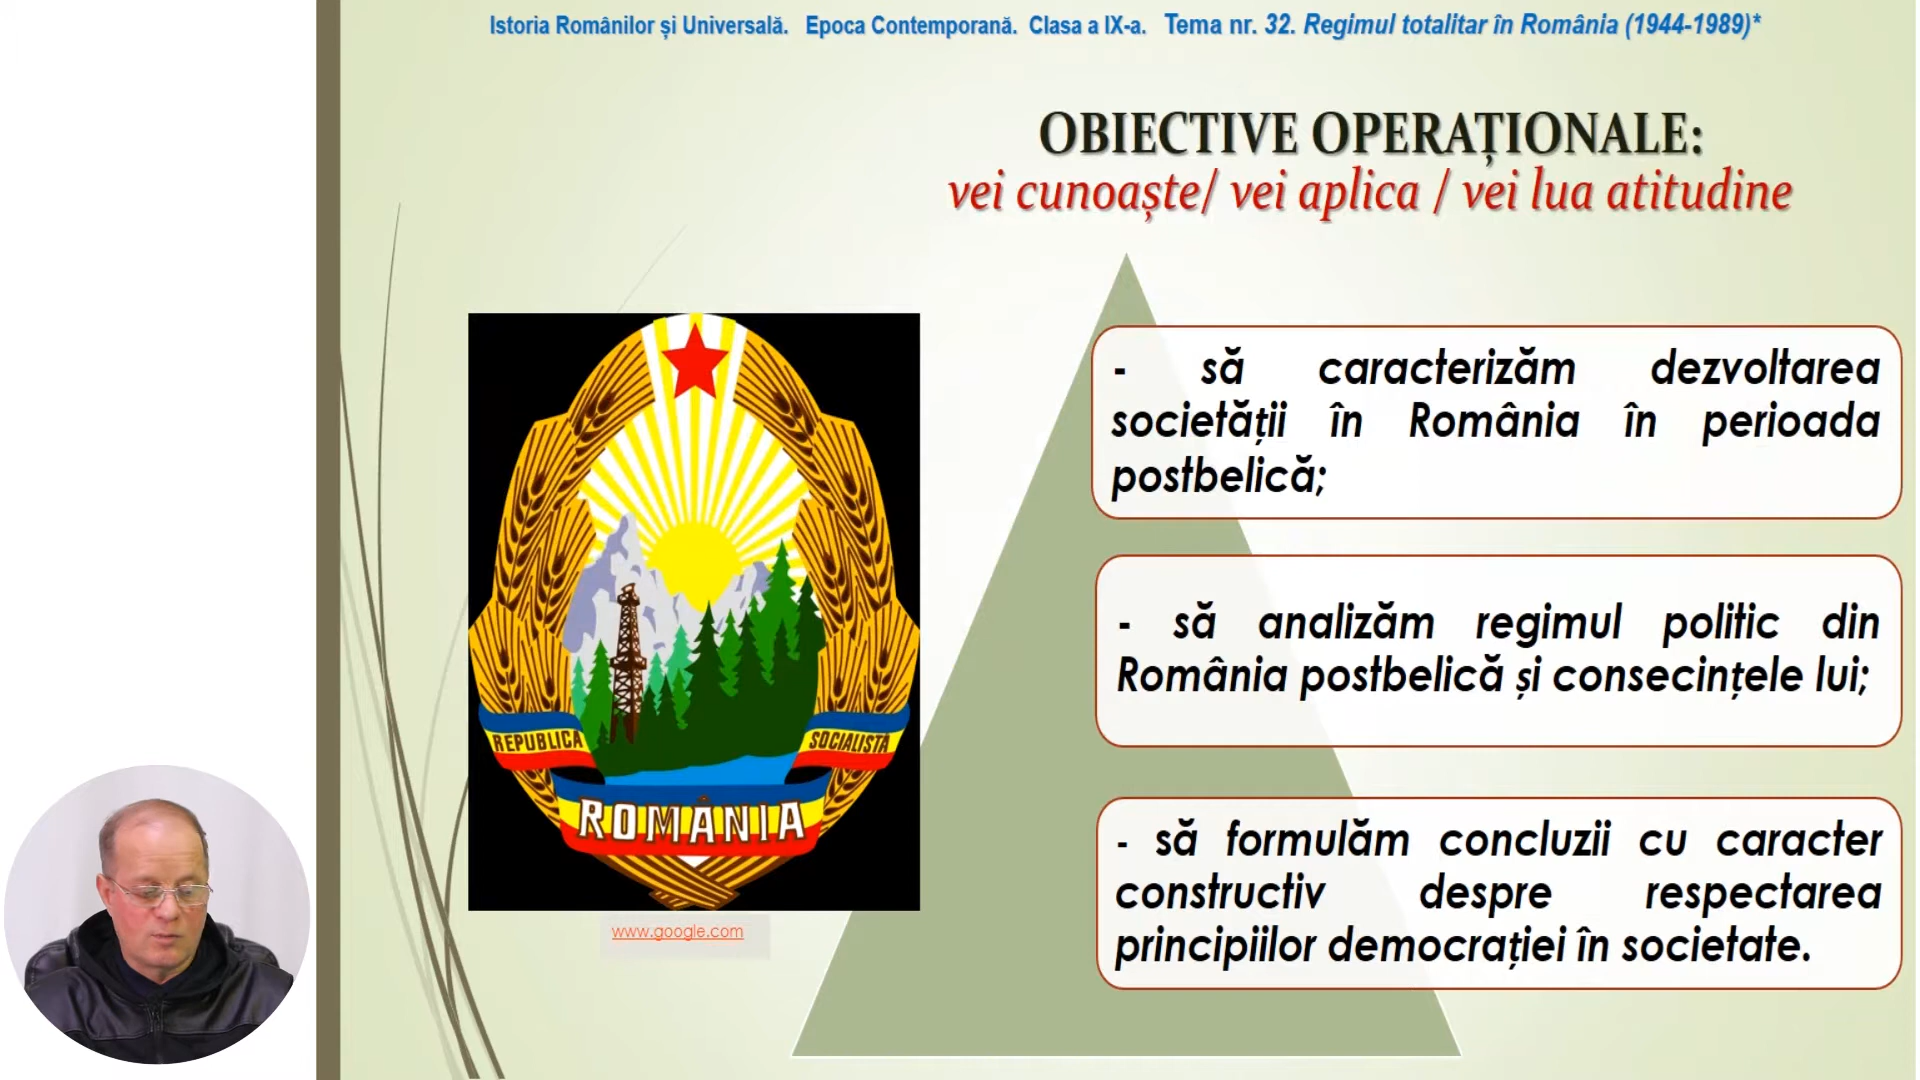 Istoria Românilor și Universală. Epoca Contemporană. Clasa a IX-a. Tema nr. 32. Regimul totalitar în România (1944-1989)*
OBIECTIVE OPERAȚIONALE:
vei cunoaște/ vei aplica / vei lua atitudine
- să caracterizăm dezvoltarea
societății în România în perioada
postbelică;
- să analizăm regimul politic din
România postbelică și consecințele lui;
- să formulăm concluzii cu caracter
constructiv despre respectarea
principiilor democrației în societate.
REPUBLICA
SOCIALISTĂ
ROMÂNIA
www.google.com